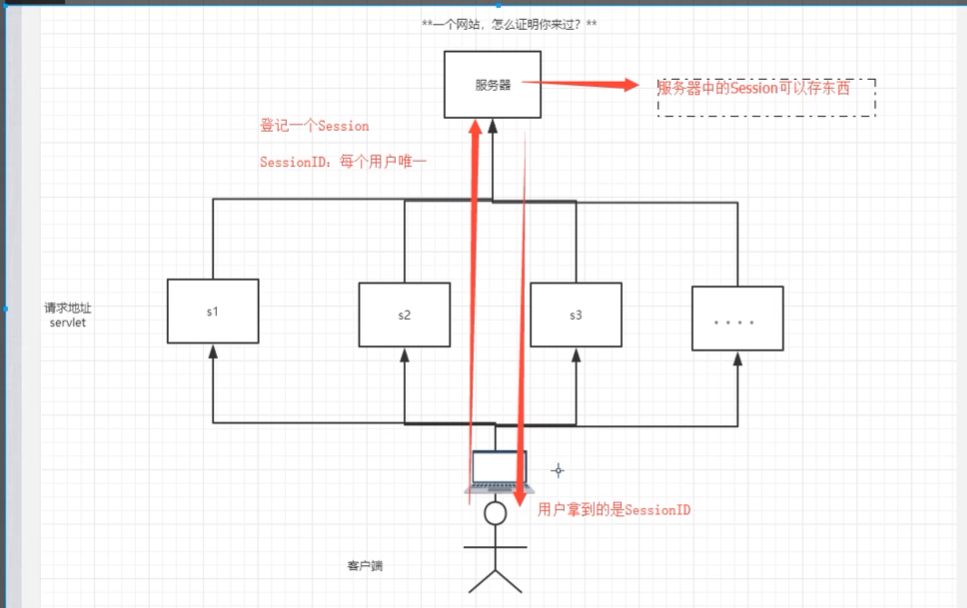 **一个网站，怎么证明你来过？**
服务器
服务器中的Session可以存东西
登记一个Session
SessionID：每个用户唯一
请求地址
servlet
s1
s2
s3
....
用户拿到的是SessionID
客户端